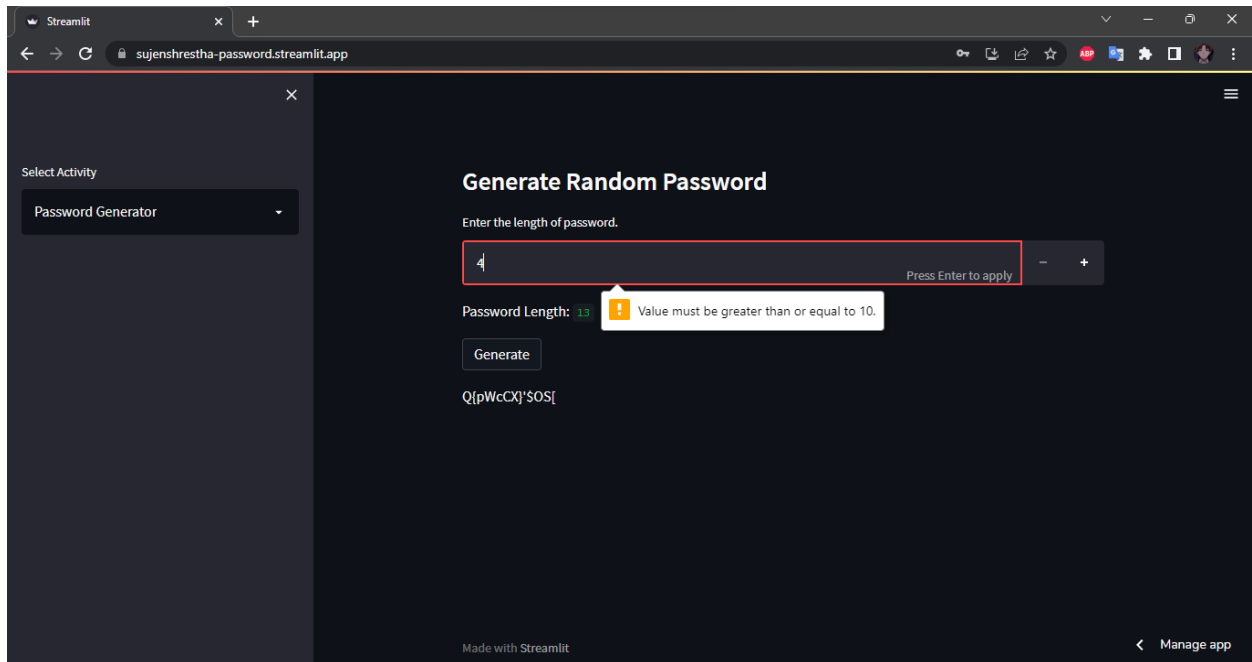 Streamlit
sujenshrestha-password.streamlit.app
ABP
Select Activity
Password Generator
Generate Random Password
Enter the length of password.
4
Press Enter to apply
Password Length: 13
Value must be greater than or equal to 10.
Generate
Q{pWcCX}'$OS[
Made with Streamlit
Manage app